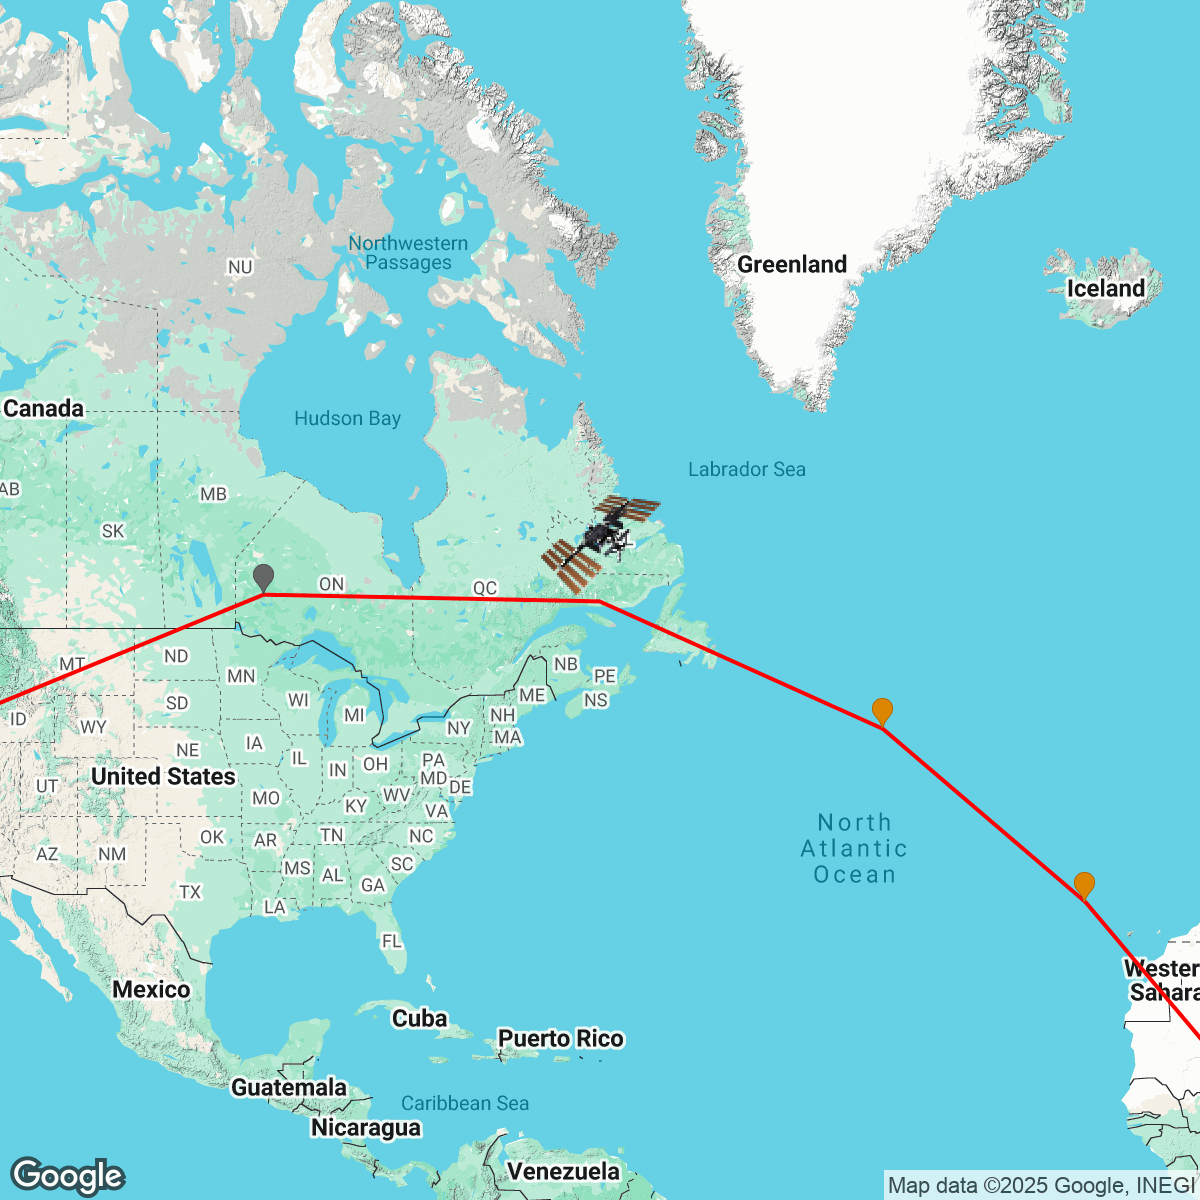 Greenland
Northwestern
Passages
NU
Iceland
Canada
Hudson Bay
Labrador Sea
AB
MB
SK
ON
QC
MT
ND
NB
MN
PE
ID
SD
WI
ME
NS
WY
MI
NH
NY
MA
IA
NE
IL
OH
PA
United States
IN
MD
UT
DE
MO
WV
KY
VA
North
Atlantic
Ocean
OK
AR
TN
NC
AZ
NM
MS
AL
SC
TX
GA
LA
FL
Western
Sahara
Mexico
Cuba
Puerto Rico
Guatemala
Caribbean Sea
Nicaragua
Venezuela
Google
Map data ©2025 Google, INEGI